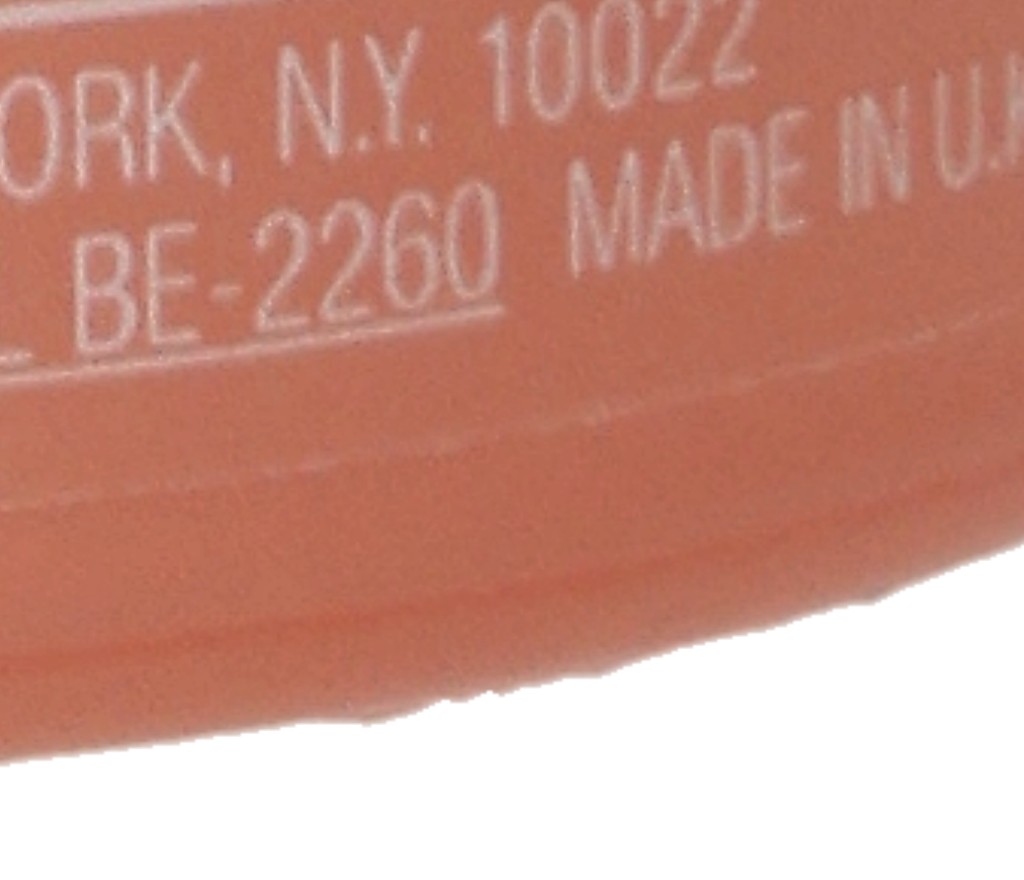 ORK, N.Y. 10022
BE-2260 MADE IN U.K